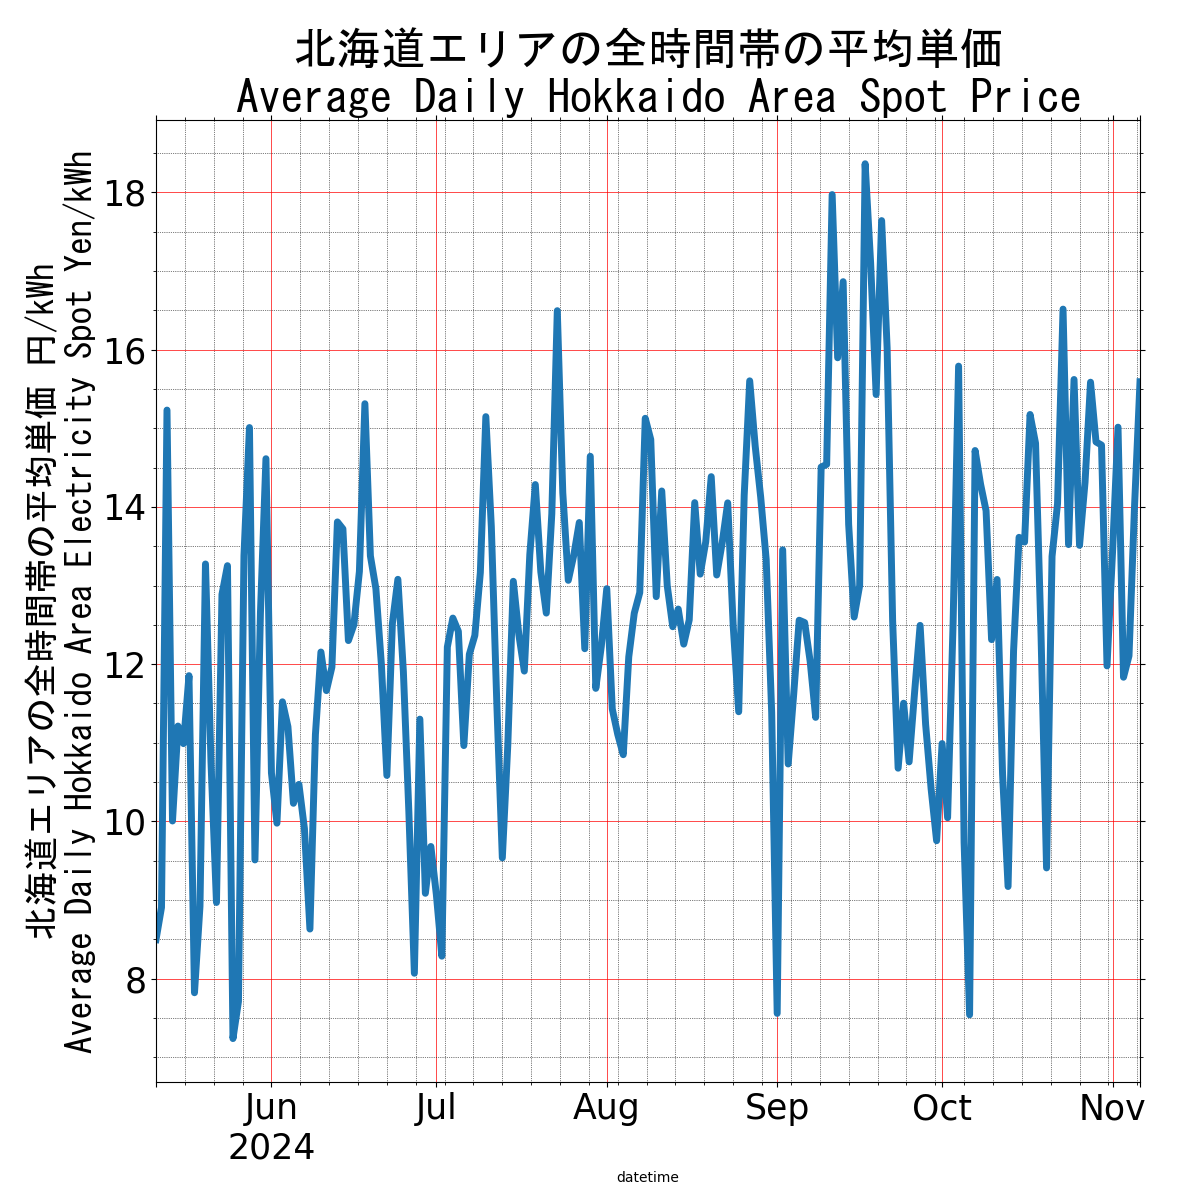 北海道エリアの全時間帯の平均単価
Average Daily Hokkaido Area Spot Price
北海道エリアの全時間帯の平均単価 円/kWh
Average Daily Hokkaido Area Electricity Spot Yen/kWh
18
16
14
12
10
8
Jun Jul Aug Sep Oct Nov
2024
datetime